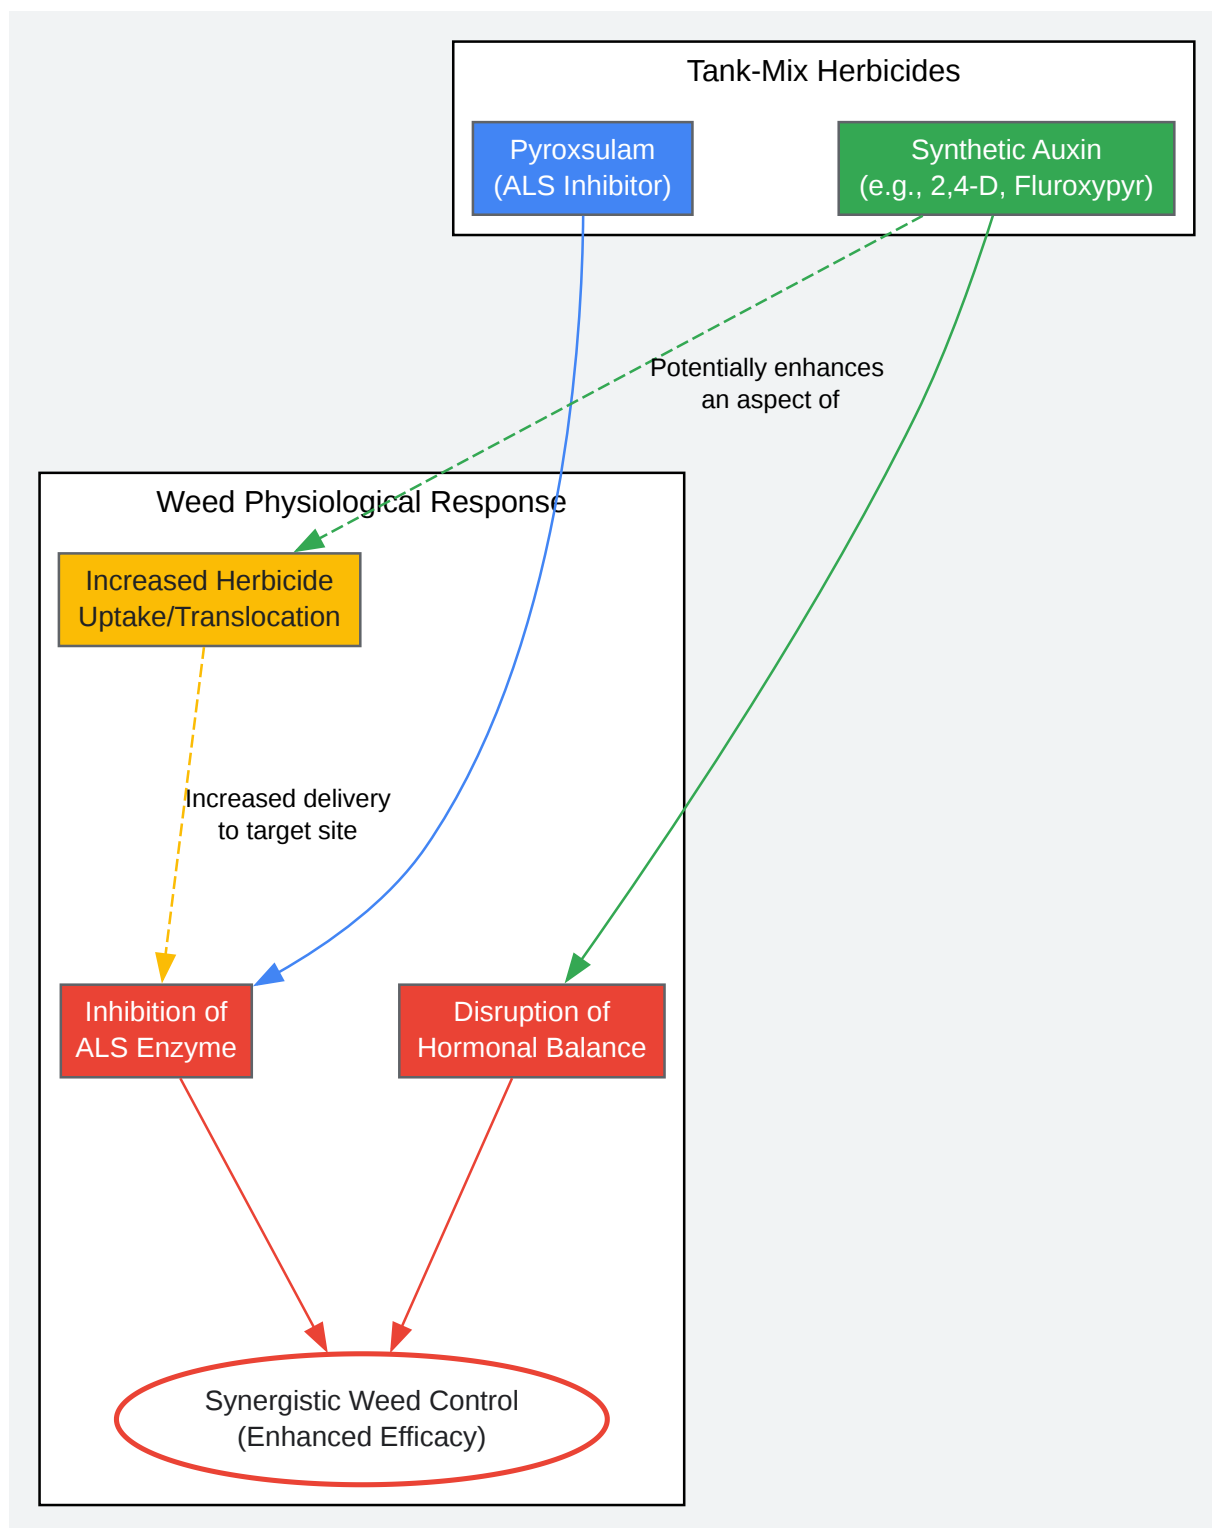 Tank-Mix Herbicides
Pyroxsulam
(ALS Inhibitor)
Synthetic Auxin
(e.g., 2,4-D, Fluroxypyr)
Potentially enhances
an aspect of
Weed Physiological Response
Increased Herbicide
Uptake/Translocation
Increased delivery
to target site
Inhibition of
ALS Enzyme
Disruption of
Hormonal Balance
Synergistic Weed Control
(Enhanced Efficacy)